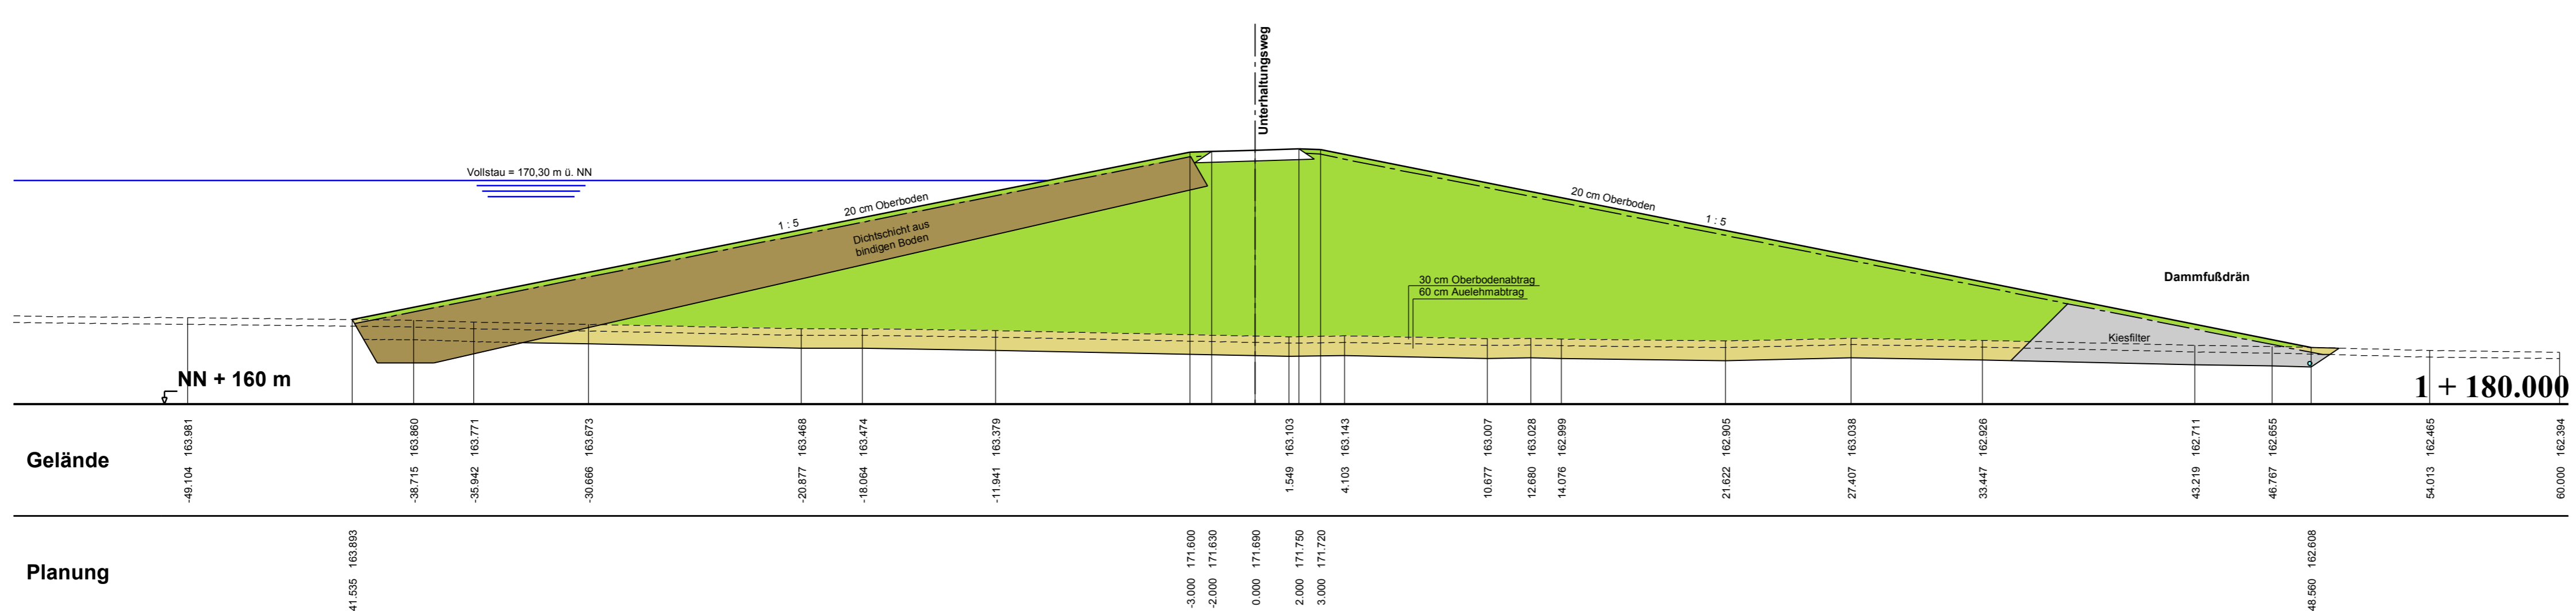 Unterhaltungsweg
Vollstau = 170,30 m ü. NN
20 cm Oberboden
1 : 5
Dichtschicht aus
bindigen Boden
20 cm Oberboden
1 : 5
30 cm Oberbodenabtrag
60 cm Auelehmabtrag
Dammfußdrän
Kiesfilter
NN + 160 m
1 + 180.000
Gelände
-49.104 163.981
-38.715 163.860
-35.942 163.771
-30.666 163.673
-20.877 163.468
-18.064 163.474
-11.941 163.379
1.549 163.103
4.103 163.143
10.677 163.007
12.680 163.028
14.076 162.999
21.622 162.905
27.407 163.038
33.447 162.926
43.219 162.711
46.767 162.655
54.013 162.465
60.000 162.394
Planung
41.535 163.893
-3.000 171.600
-2.000 171.630
0.000 171.690
2.000 171.750
3.000 171.720
48.560 162.608